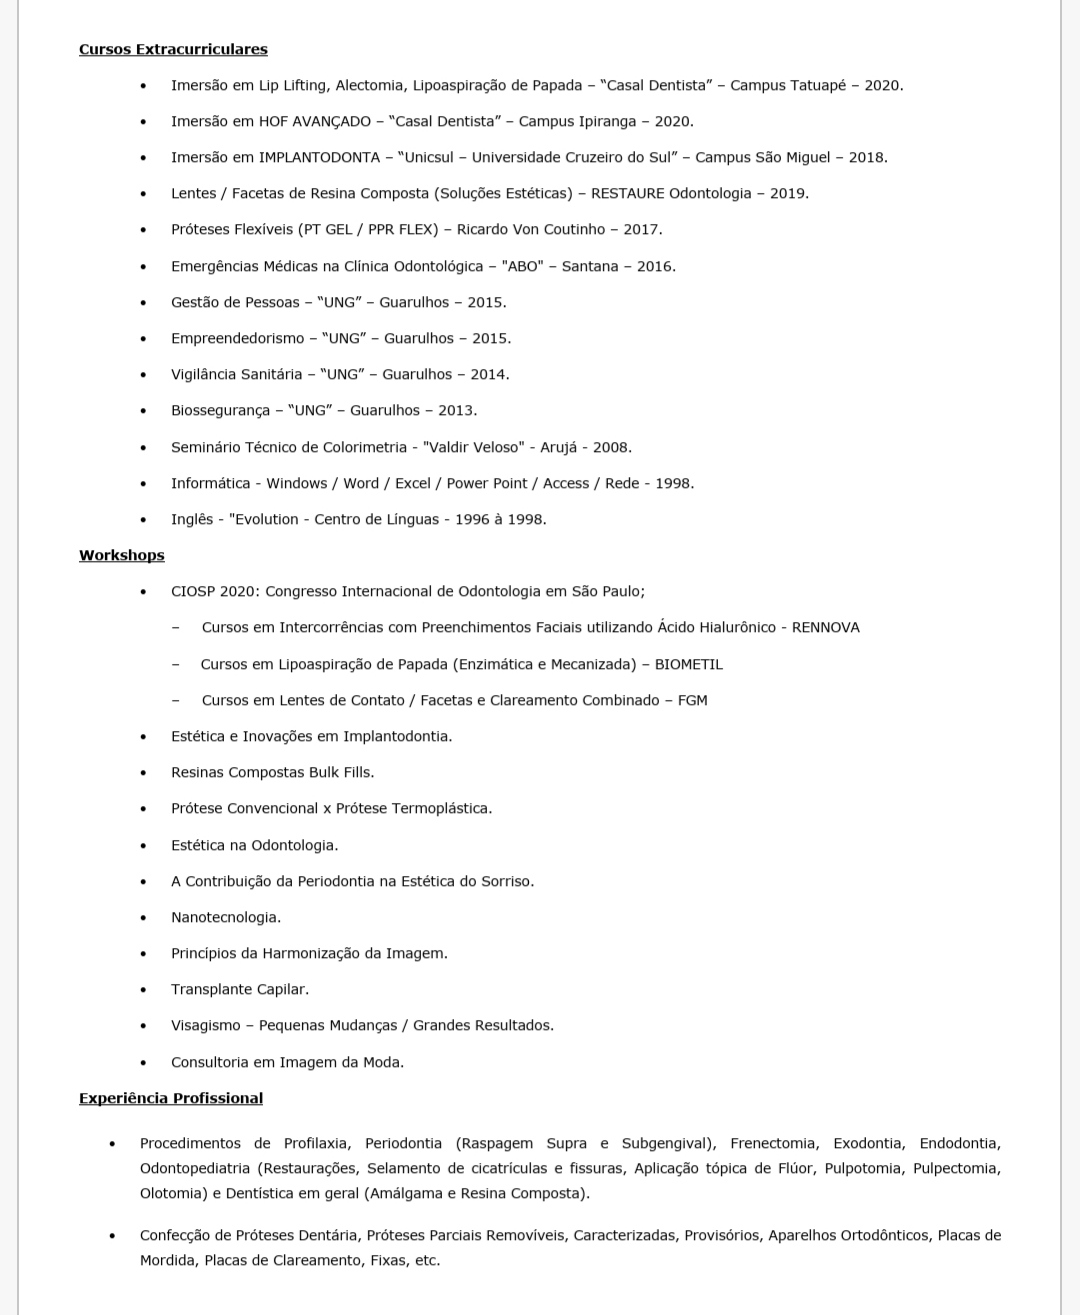 Cursos Extracurriculares
• Imersão em Lip Lifting, Alectomia, Lipoaspiração de Papada – “Casal Dentista” – Campus Tatuapé – 2020.
• Imersão em HOF AVANÇADO – “Casal Dentista” – Campus Ipiranga – 2020.
• Imersão em IMPLANTODONTA – “Unicsul – Universidade Cruzeiro do Sul” – Campus São Miguel – 2018.
• Lentes / Facetas de Resina Composta (Soluções Estéticas) – RESTAURE Odontologia – 2019.
• Próteses Flexíveis (PT GEL / PPR FLEX) – Ricardo Von Coutinho – 2017.
• Emergências Médicas na Clínica Odontológica – "ABO" – Santana – 2016.
• Gestão de Pessoas – “UNG” – Guarulhos – 2015.
• Empreendedorismo – “UNG” – Guarulhos – 2015.
• Vigilância Sanitária – “UNG” – Guarulhos – 2014.
• Biossegurança – “UNG” – Guarulhos – 2013.
• Seminário Técnico de Colorimetria - "Valdir Veloso" - Arujá - 2008.
• Informática - Windows / Word / Excel / Power Point / Access / Rede - 1998.
• Inglês - "Evolution - Centro de Línguas - 1996 à 1998.
Workshops
• CIOSP 2020: Congresso Internacional de Odontologia em São Paulo;
– Cursos em Intercorrências com Preenchimentos Faciais utilizando Ácido Hialurônico - RENNOVA
– Cursos em Lipoaspiração de Papada (Enzimática e Mecanizada) – BIOMETIL
– Cursos em Lentes de Contato / Facetas e Clareamento Combinado – FGM
• Estética e Inovações em Implantodontia.
• Resinas Compostas Bulk Fills.
• Prótese Convencional x Prótese Termoplástica.
• Estética na Odontologia.
• A Contribuição da Periodontia na Estética do Sorriso.
• Nanotecnologia.
• Princípios da Harmonização da Imagem.
• Transplante Capilar.
• Visagismo – Pequenas Mudanças / Grandes Resultados.
• Consultoria em Imagem da Moda.
Experiência Profissional
• Procedimentos de Profilaxia, Periodontia (Raspagem Supra e Subgengival), Frenectomia, Exodontia, Endodontia,
Odontopediatria (Restaurações, Selamento de cicatrículas e fissuras, Aplicação tópica de Flúor, Pulpotomia, Pulpectomia,
Olotomia) e Dentística em geral (Amálgama e Resina Composta).
• Confecção de Próteses Dentária, Próteses Parciais Removíveis, Caracterizadas, Provisórios, Aparelhos Ortodônticos, Placas de
Mordida, Placas de Clareamento, Fixas, etc.